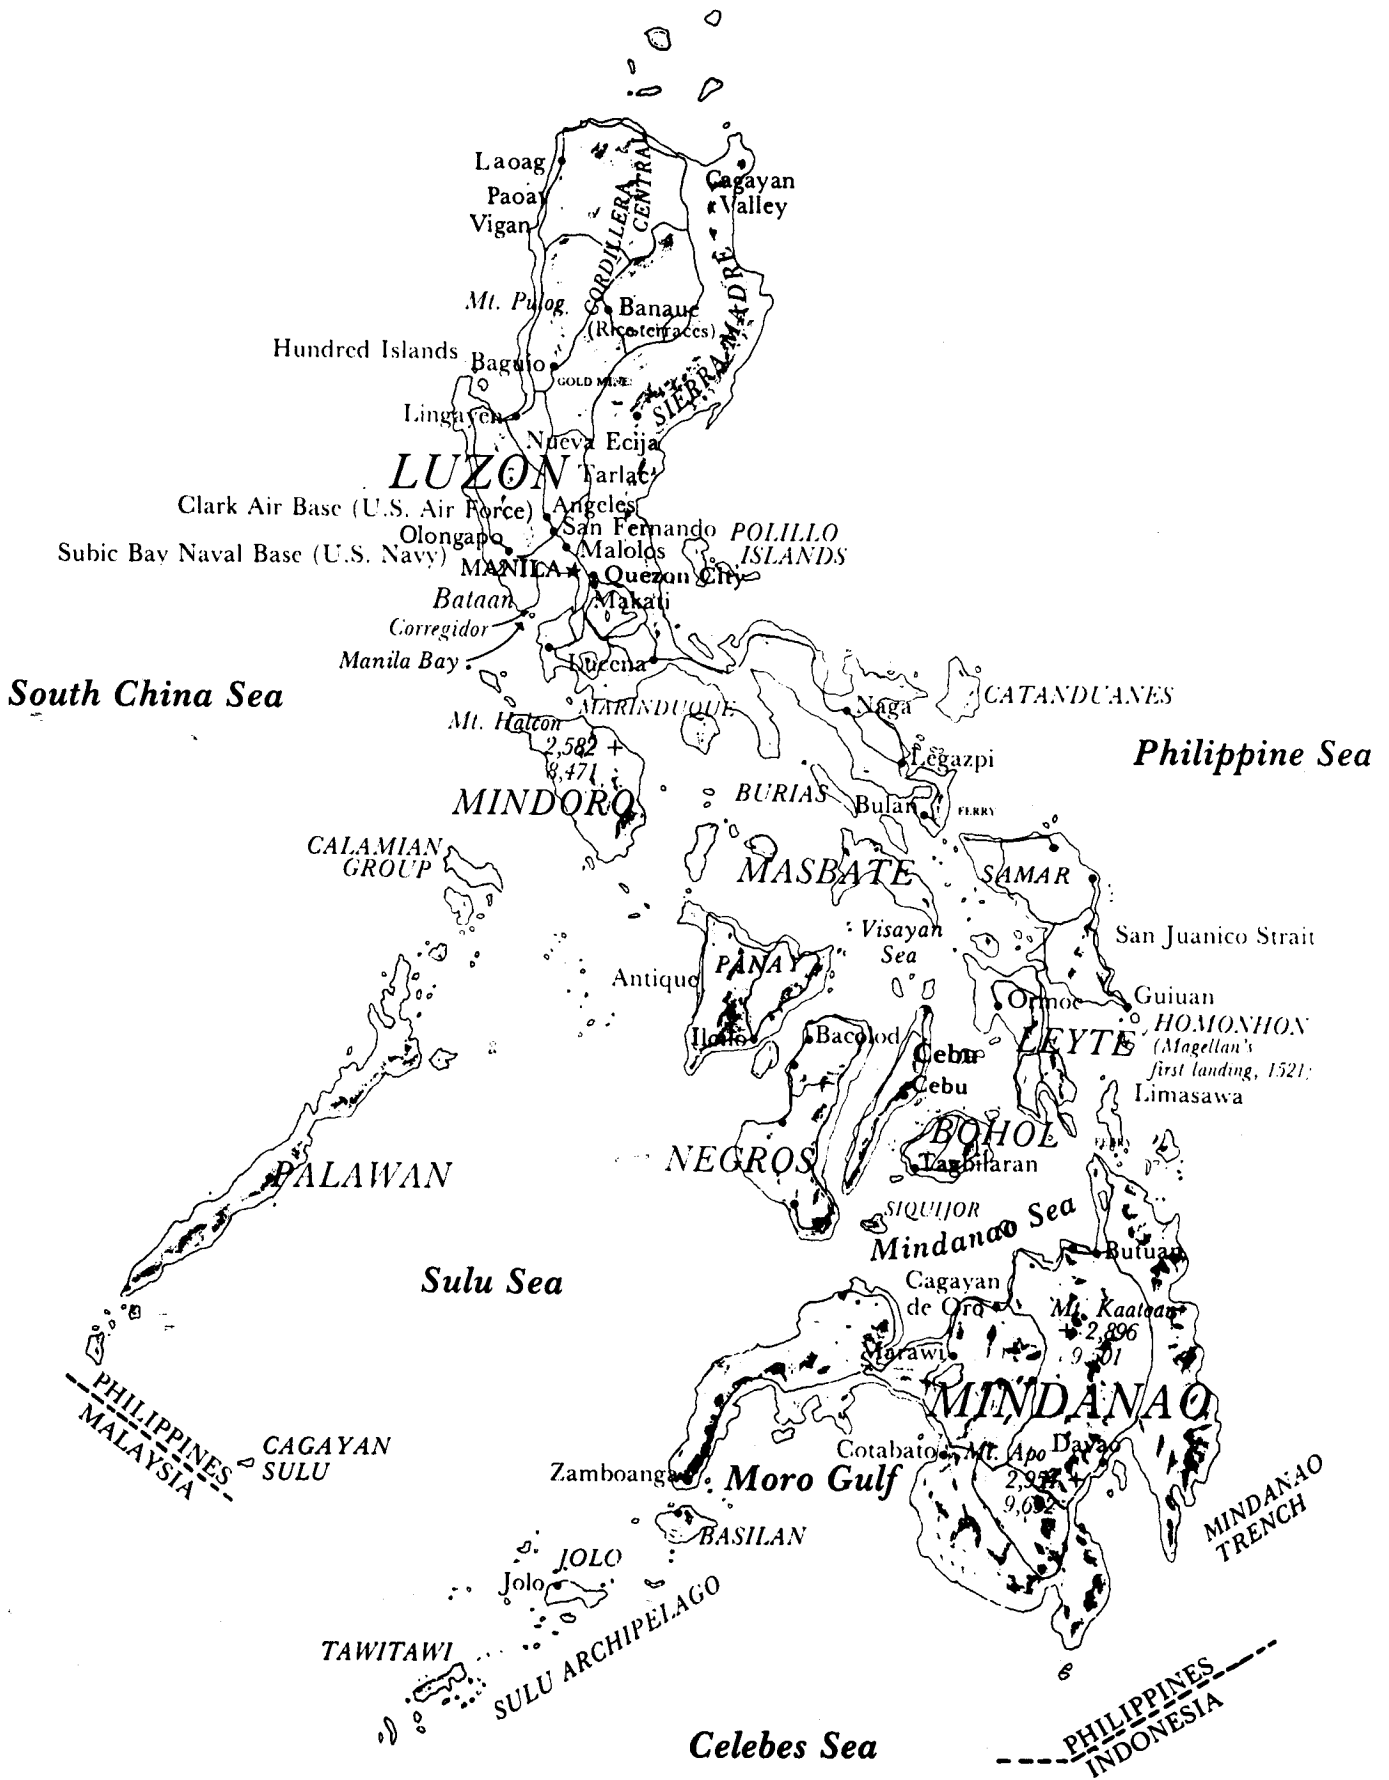 Laoag
Paoay
Vigan
CORDILLERA
CENTRAL
Cagayan
Valley
Mt. Pulog
Banaue
(Rice terraces)
SIERRA MADRE
Hundred Islands
Baguio
GOLD MINE
Lingayen
Nueva Ecija
LUZON
Tarlac
Clark Air Base (U.S. Air Force)
Angeles
San Fernando
Olongapo
POLILLO
ISLANDS
Subic Bay Naval Base (U.S. Navy)
Malolos
MANILA
Quezon City
Bataan
Makati
Corregidor
Manila Bay
Lucena
South China Sea
MARINDUQUE
Naga
CATANDUANES
Mt. Halcon
2,582 +
8,471
Philippine Sea
Legazpi
MINDORO
BURIAS
Bulan
FERRY
CALAMIAN
GROUP
MASBATE
SAMAR
Visayan
Sea
San Juanico Strait
Antique
PANAY
Ormoc
Guiuan
HOMONHON
(Magellan's
first landing, 1521;
Iloilo
Bacolod
LEYTE
Cebu
Cebu
Limasawa
BOHOL
FERRY
Tagbilaran
NEGROS
PALAWAN
SIQUIJOR
Mindanao Sea
Butuan
Sulu Sea
Cagayan
de Oro
Mt. Kaatoan
+ 2,896
Marawi
MINDANAO
PHILIPPINES
MALAYSIA
CAGAYAN
SULU
Cotabato
Mt. Apo
Davao
Zamboanga
Moro Gulf
MINDANAO
TRENCH
BASILAN
JOLO
Jolo
SULU ARCHIPELAGO
TAWITAWI
Celebes Sea
PHILIPPINES
INDONESIA